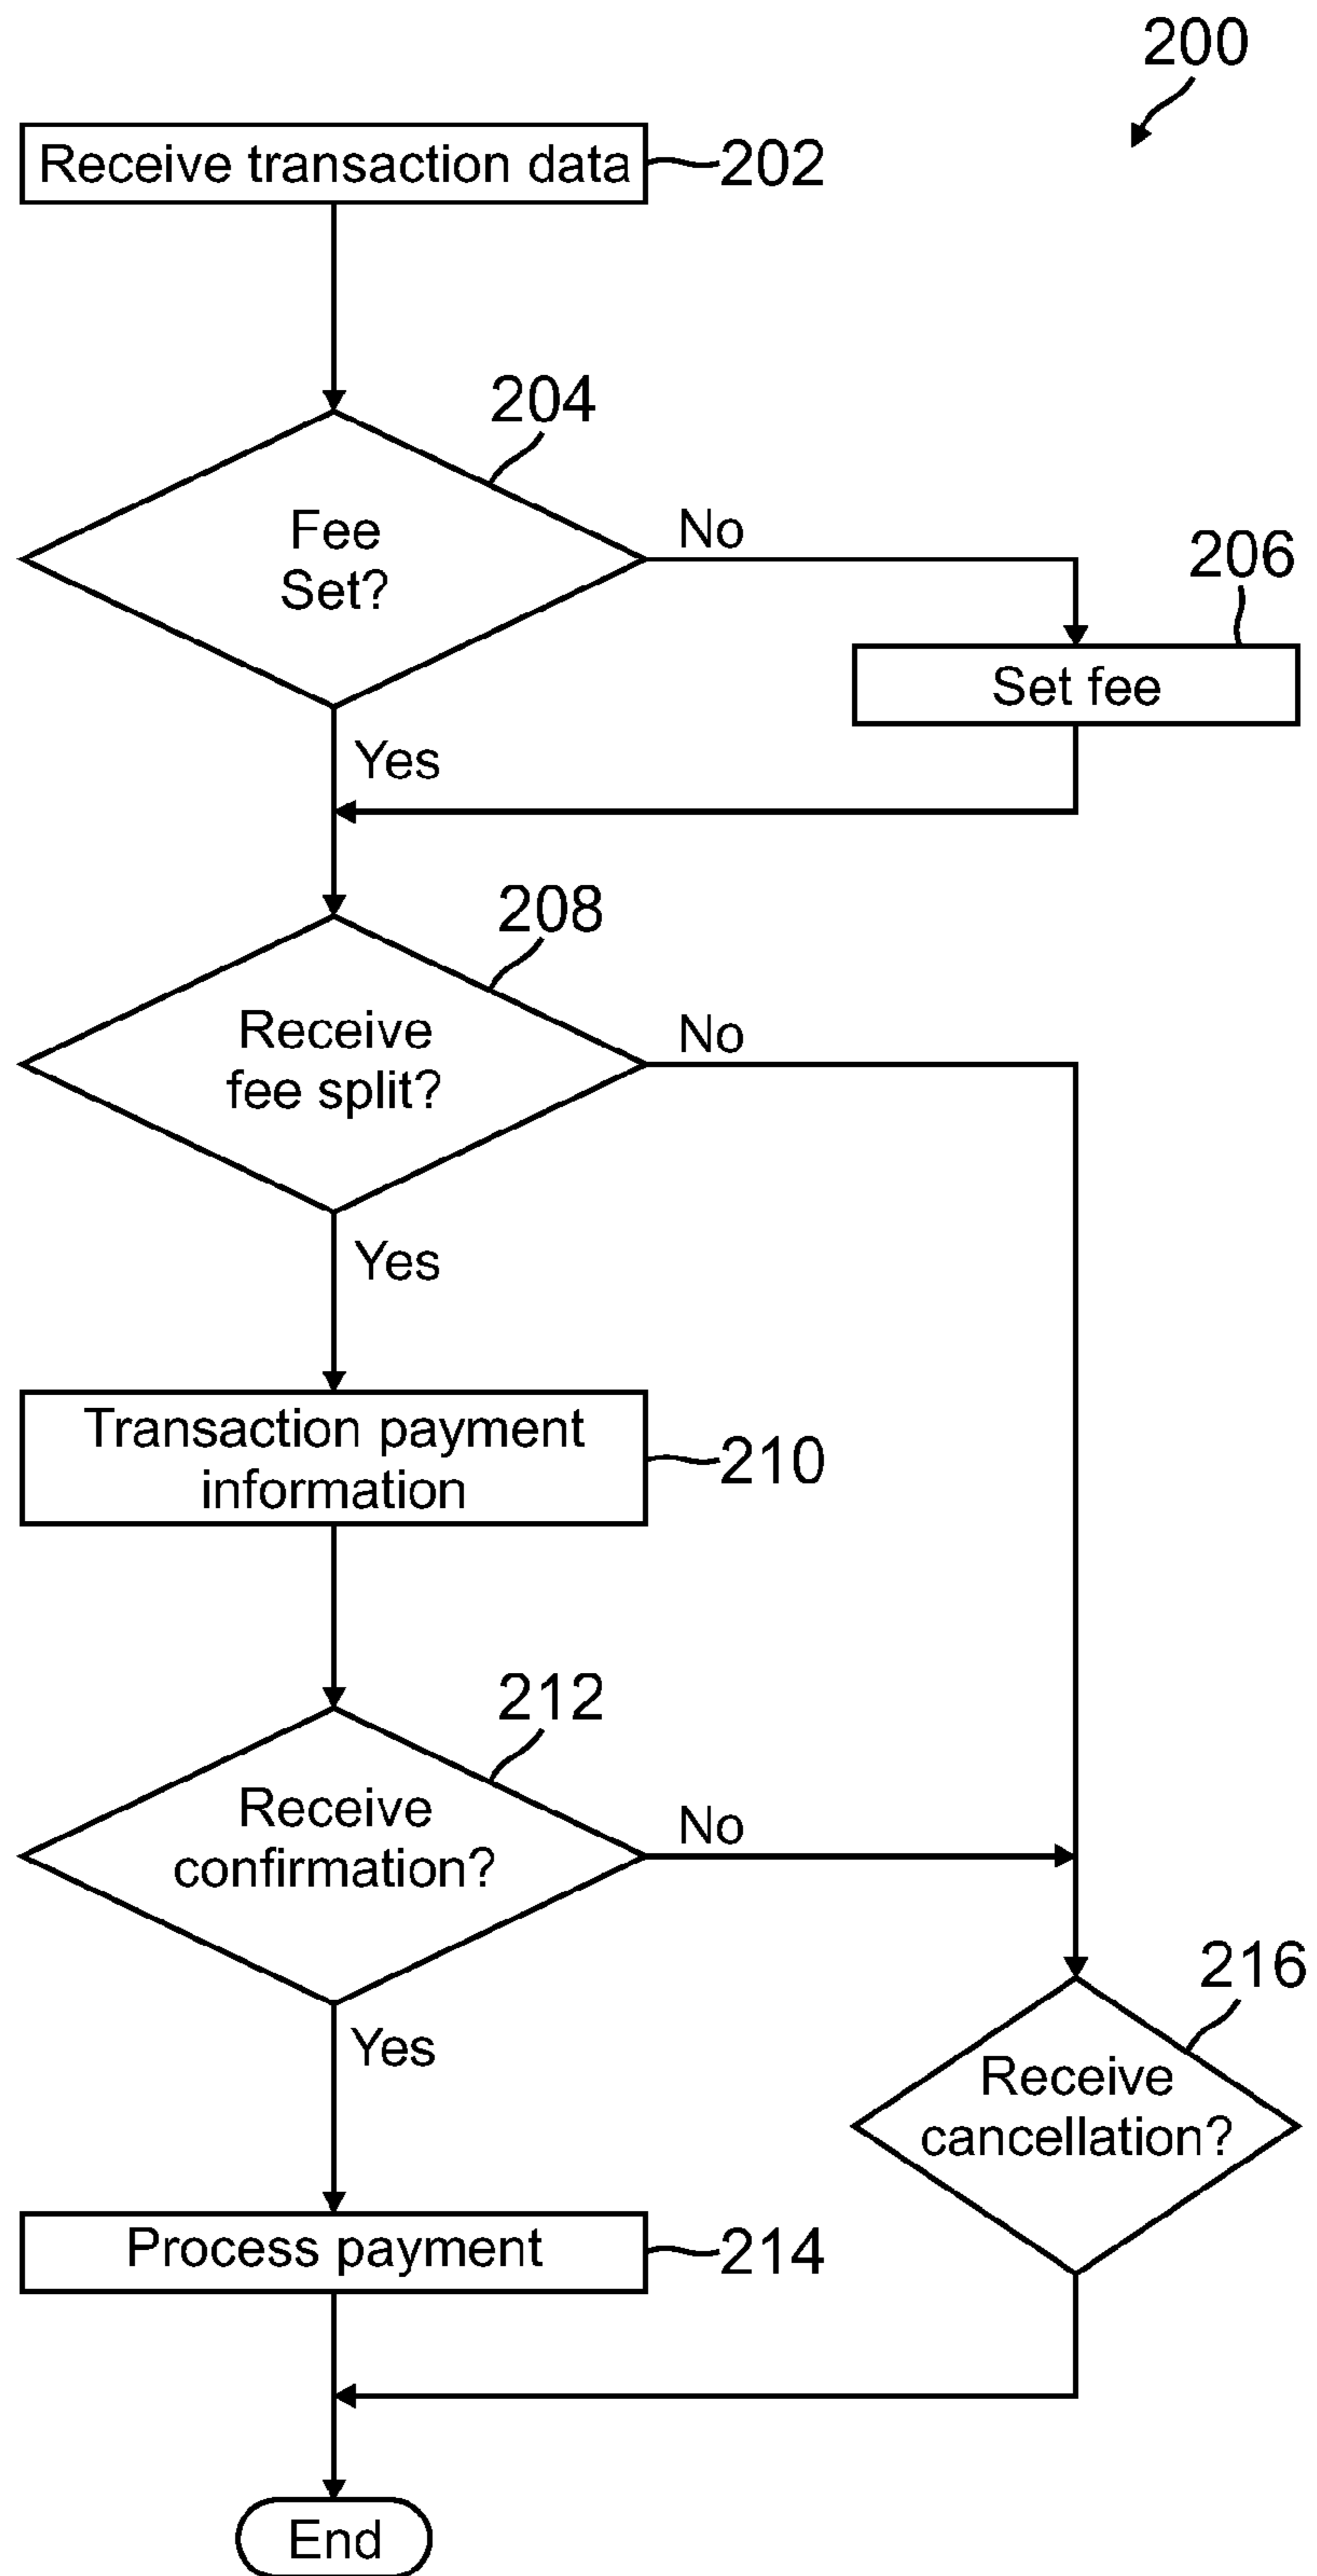 200
Receive transaction data
202
204
Fee
Set?
No
206
Set fee
Yes
208
Receive
fee split?
No
Yes
Transaction payment
information
210
212
Receive
confirmation?
No
216
Yes
Receive
cancellation?
Process payment
214
End